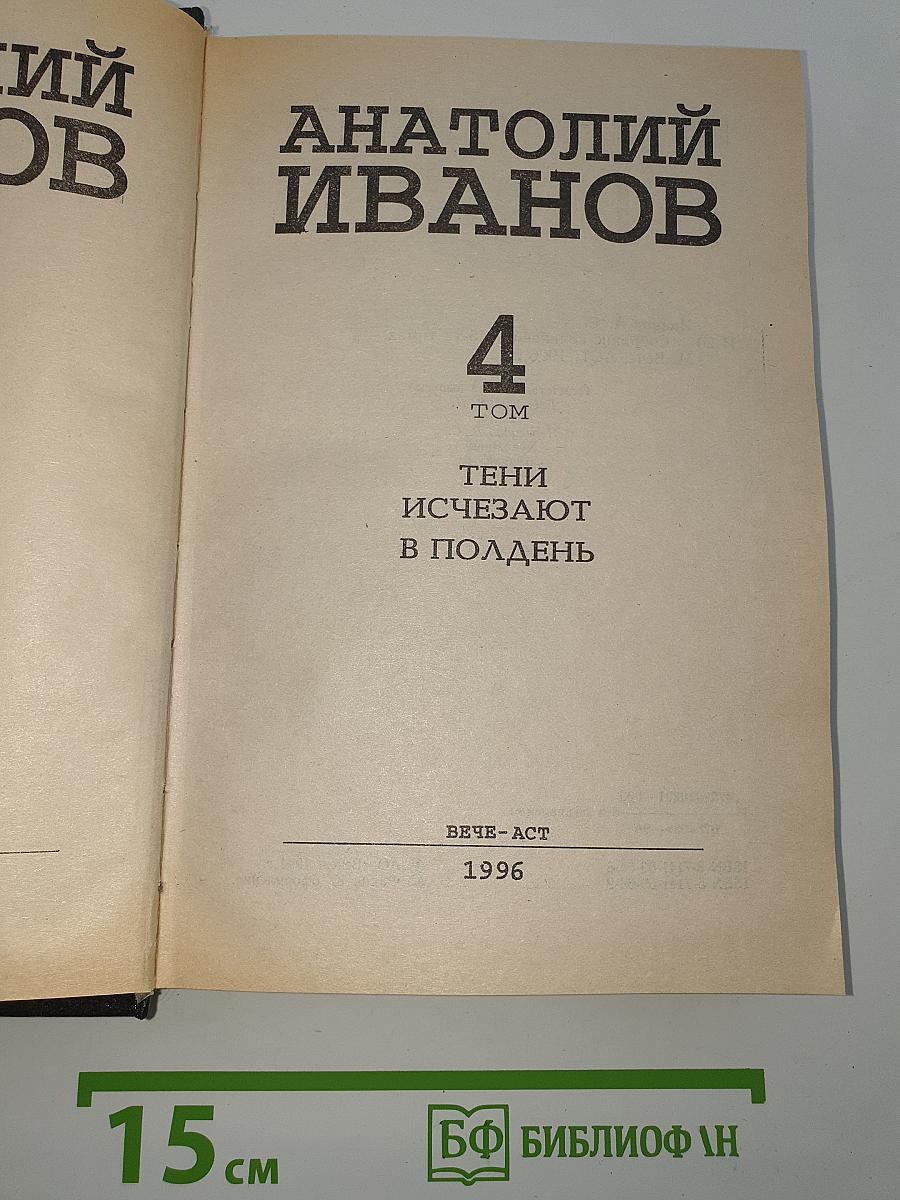 ИЙ
ОВ
АНАТОЛИЙ
ИВАНОВ
4
ТОМ
ТЕНИ
ИСЧЕЗАЮТ
В ПОЛДЕНЬ
ВЕЧЕ-АСТ
1996
15 см
БФ БИБЛИОФ\Н